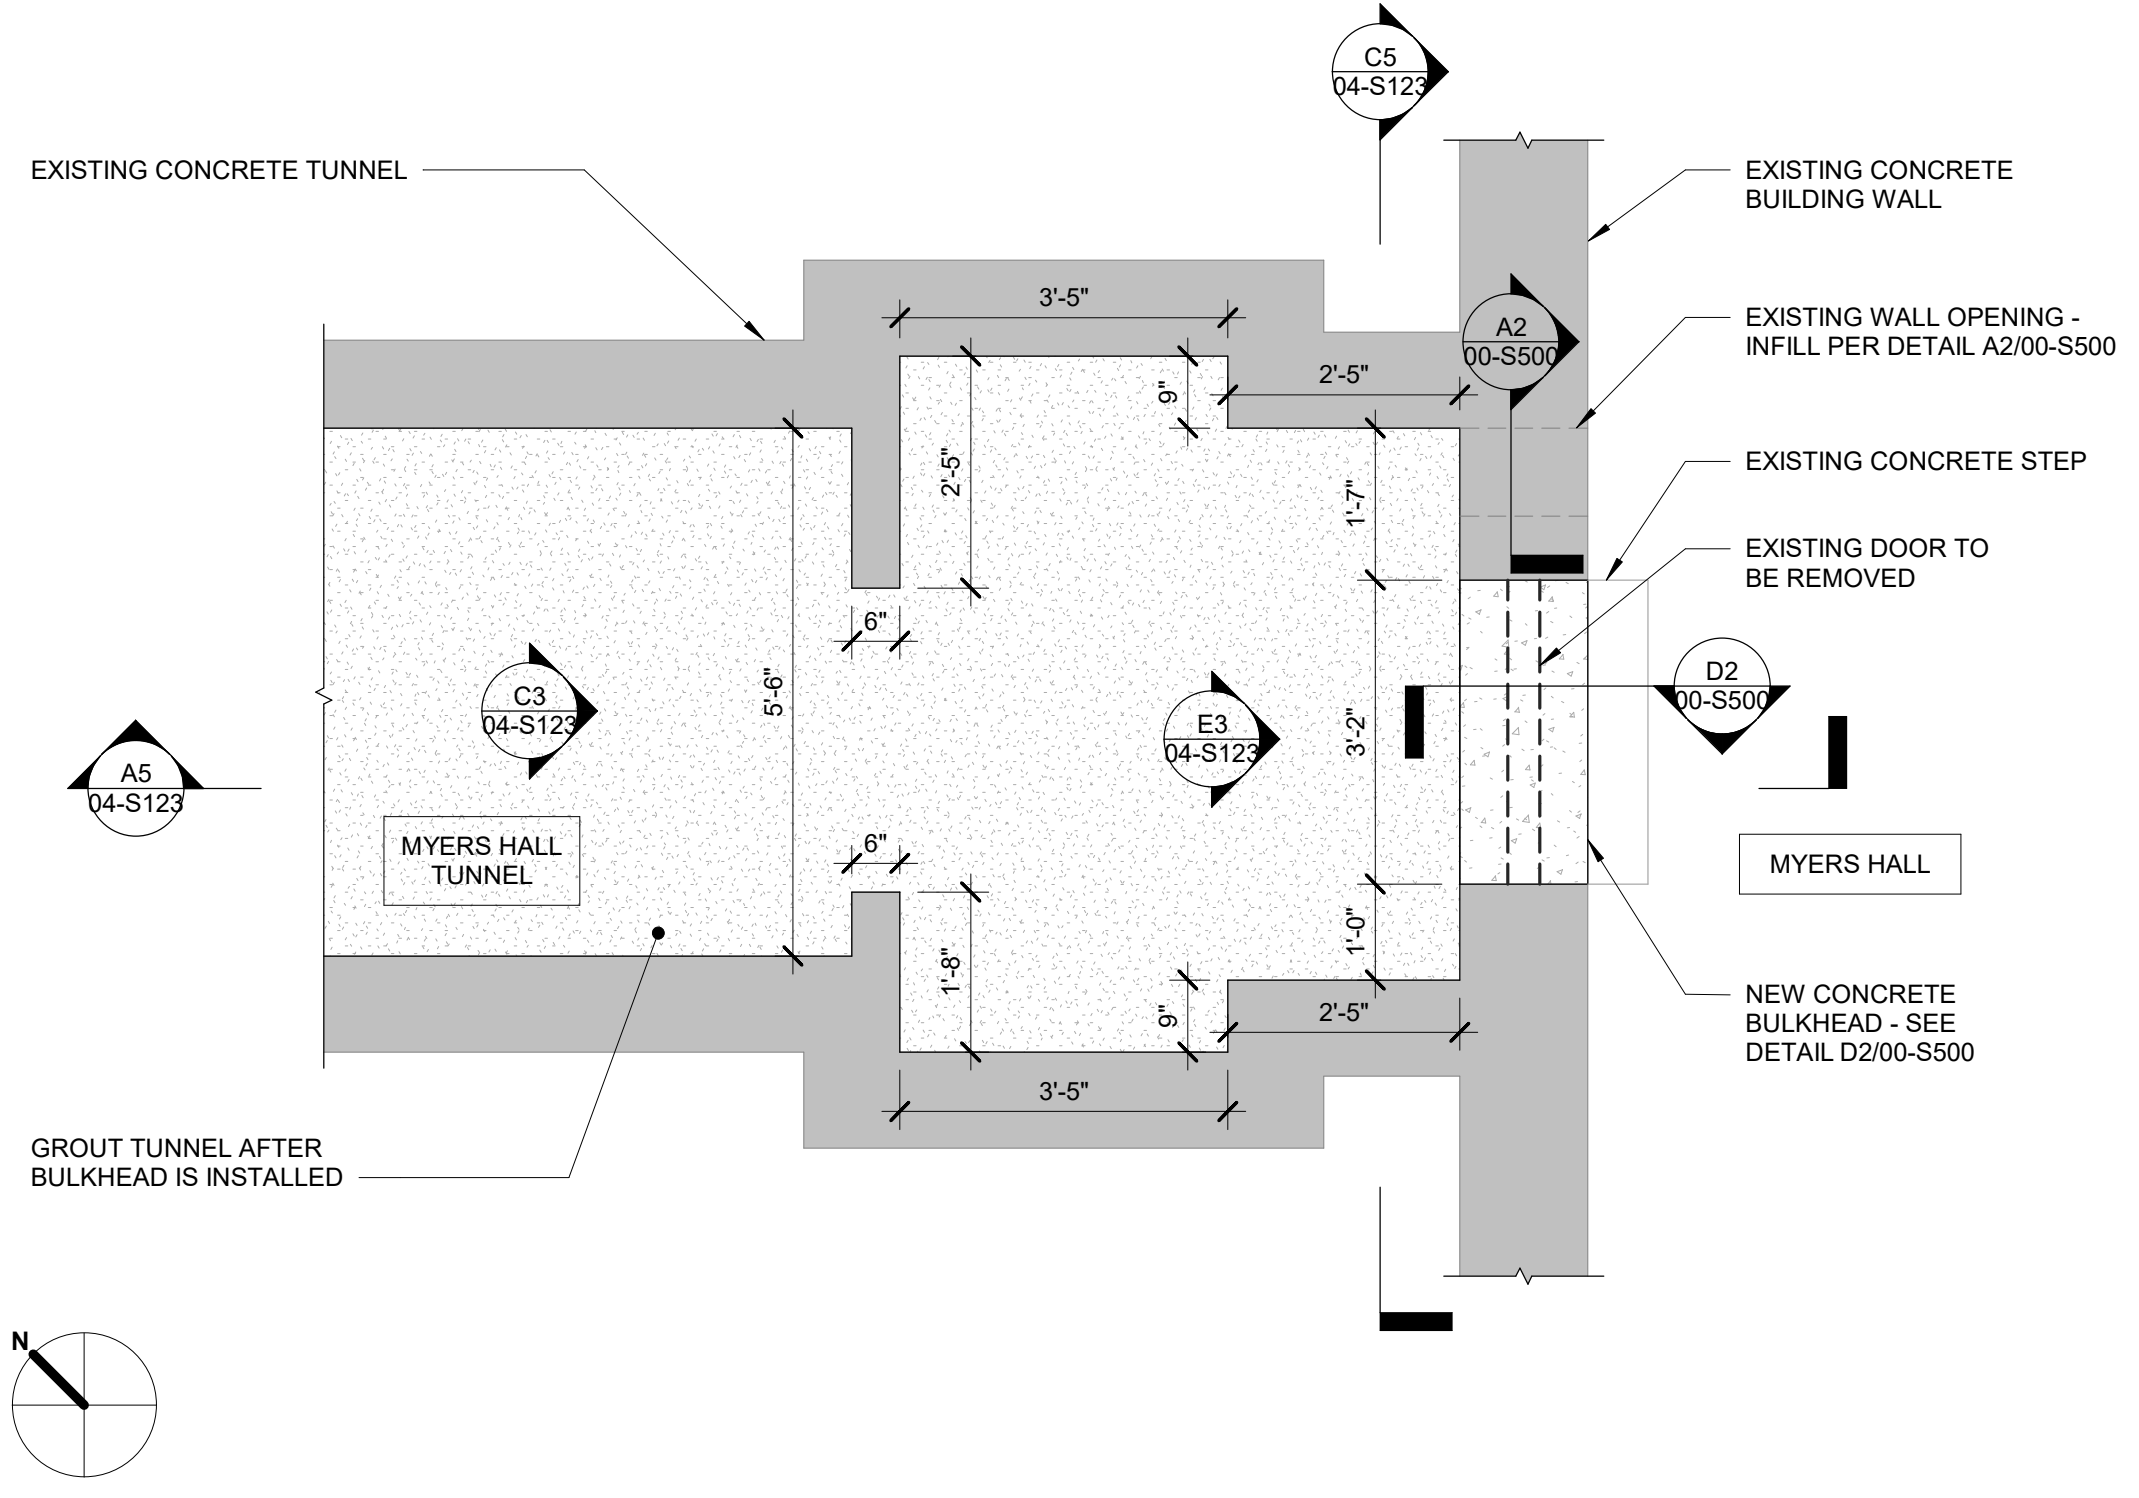 C5
04-S123
EXISTING CONCRETE TUNNEL
EXISTING CONCRETE
BUILDING WALL
3'-5"
A2
00-S500
EXISTING WALL OPENING -
INFILL PER DETAIL A2/00-S500
9"
2'-5"
2'-5"
1'-7"
EXISTING CONCRETE STEP
EXISTING DOOR TO
BE REMOVED
6"
5'-6"
C3
04-S123
E3
04-S123
3'-2"
D2
00-S500
A5
04-S123
MYERS HALL
TUNNEL
6"
MYERS HALL
1'-8"
9"
1'-0"
2'-5"
NEW CONCRETE
BULKHEAD - SEE
DETAIL D2/00-S500
3'-5"
GROUT TUNNEL AFTER
BULKHEAD IS INSTALLED
N